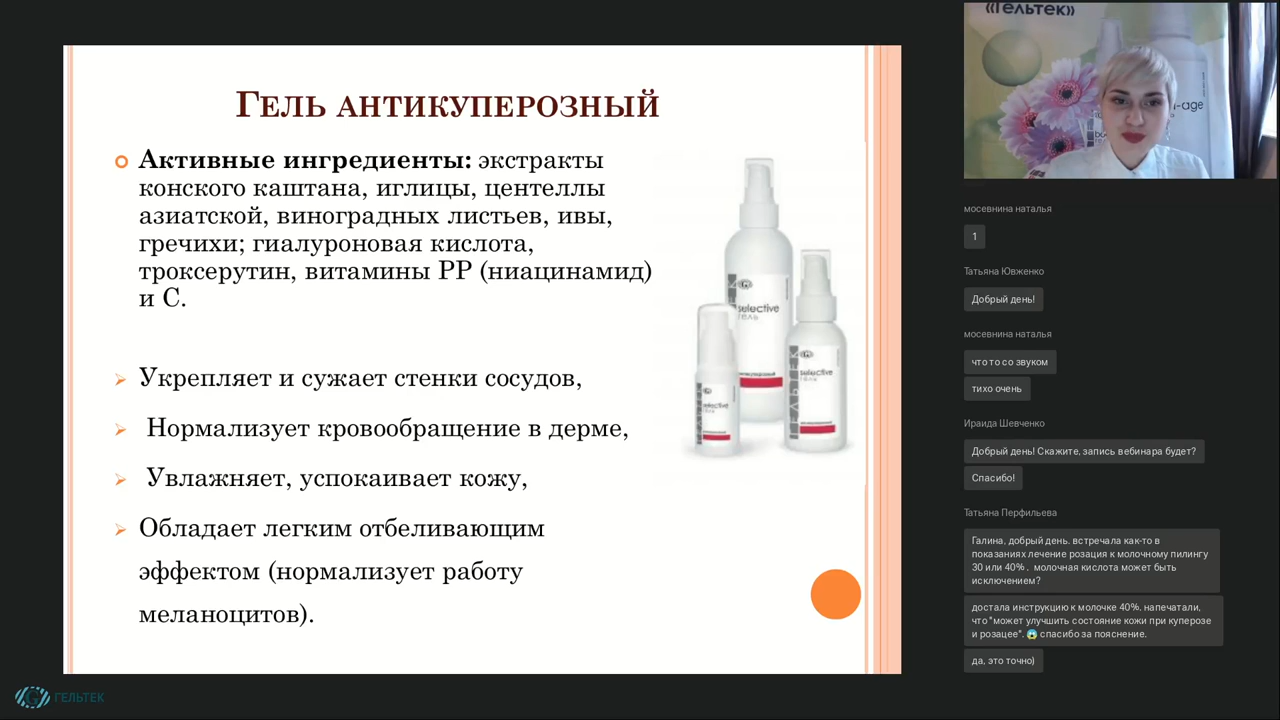 Гель антикуперозный
Активные ингредиенты: экстракты
конского каштана, иглицы, центеллы
азиатской, виноградных листьев, ивы,
гречихи; гиалуроновая кислота,
троксерутин, витамины РР (ниацинамид)
и С.
Укрепляет и сужает стенки сосудов,
Нормализует кровообращение в дерме,
Увлажняет, успокаивает кожу,
Обладает легким отбеливающим
эффектом (нормализует работу
меланоцитов).
selective
гель
selective
selective
ГЕЛЬТЕК
«Гельтек»
n-age
мосевнина наталья
1
Татьяна Ювженко
Добрый день!
мосевнина наталья
что то со звуком
тихо очень
Ираида Шевченко
Добрый день! Скажите, запись вебинара будет?
Спасибо!
Татьяна Перфильева
Галина, добрый день. встречала как-то в
показаниях лечение розация к молочному пилингу
30 или 40% . молочная кислота может быть
исключением?
достала инструкцию к молочке 40%. напечатали,
что "может улучшить состояние кожи при куперозе
и розацее". 😱 спасибо за пояснение.
да, это точно)
ГЕЛЬТЕК